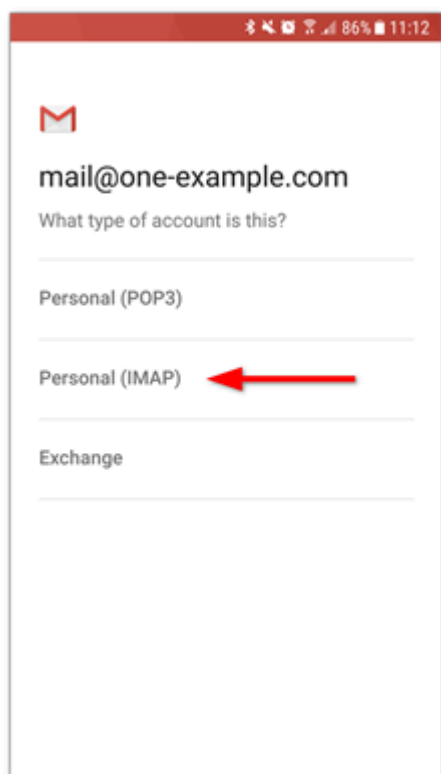 86% 11:12
mail@one-example.com
What type of account is this?
Personal (POP3)
Personal (IMAP)
Exchange